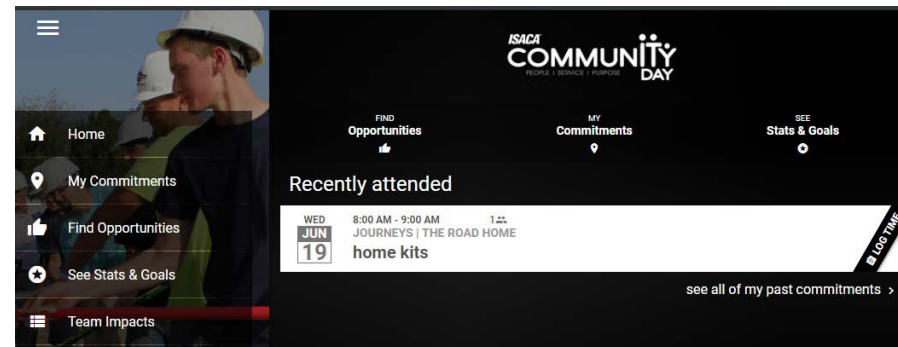 ISACA
COMMUNITY
PEOPLE | SERVICE | PURPOSE DAY
Home
My Commitments
Find Opportunities
See Stats & Goals
Team Impacts
FIND
Opportunities
MY
Commitments
SEE
Stats & Goals
Recently attended
WED
JUN
19
8:00 AM - 9:00 AM 1
JOURNEYS | THE ROAD HOME
home kits
LOG TIME
see all of my past commitments >